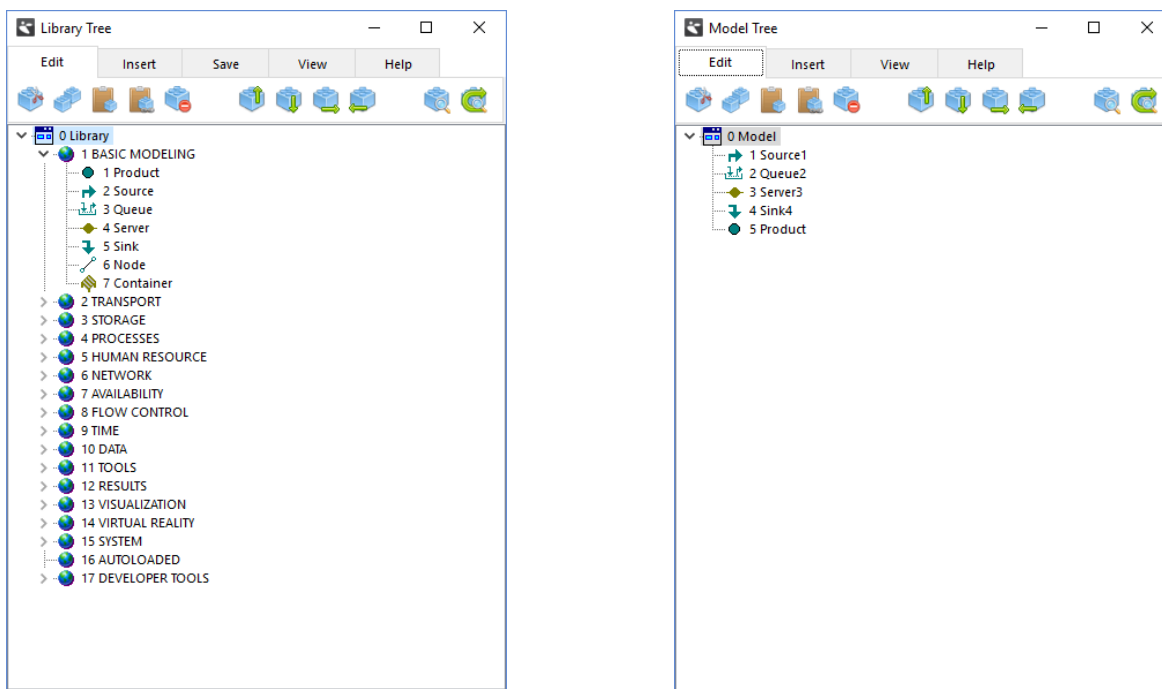 Library Tree
Edit Insert Save View Help
0 Library
1 BASIC MODELING
1 Product
2 Source
3 Queue
4 Server
5 Sink
6 Node
7 Container
2 TRANSPORT
3 STORAGE
4 PROCESSES
5 HUMAN RESOURCE
6 NETWORK
7 AVAILABILITY
8 FLOW CONTROL
9 TIME
10 DATA
11 TOOLS
12 RESULTS
13 VISUALIZATION
14 VIRTUAL REALITY
15 SYSTEM
16 AUTOLOADED
17 DEVELOPER TOOLS
Model Tree
Edit Insert View Help
0 Model
1 Source1
2 Queue2
3 Server3
4 Sink4
5 Product